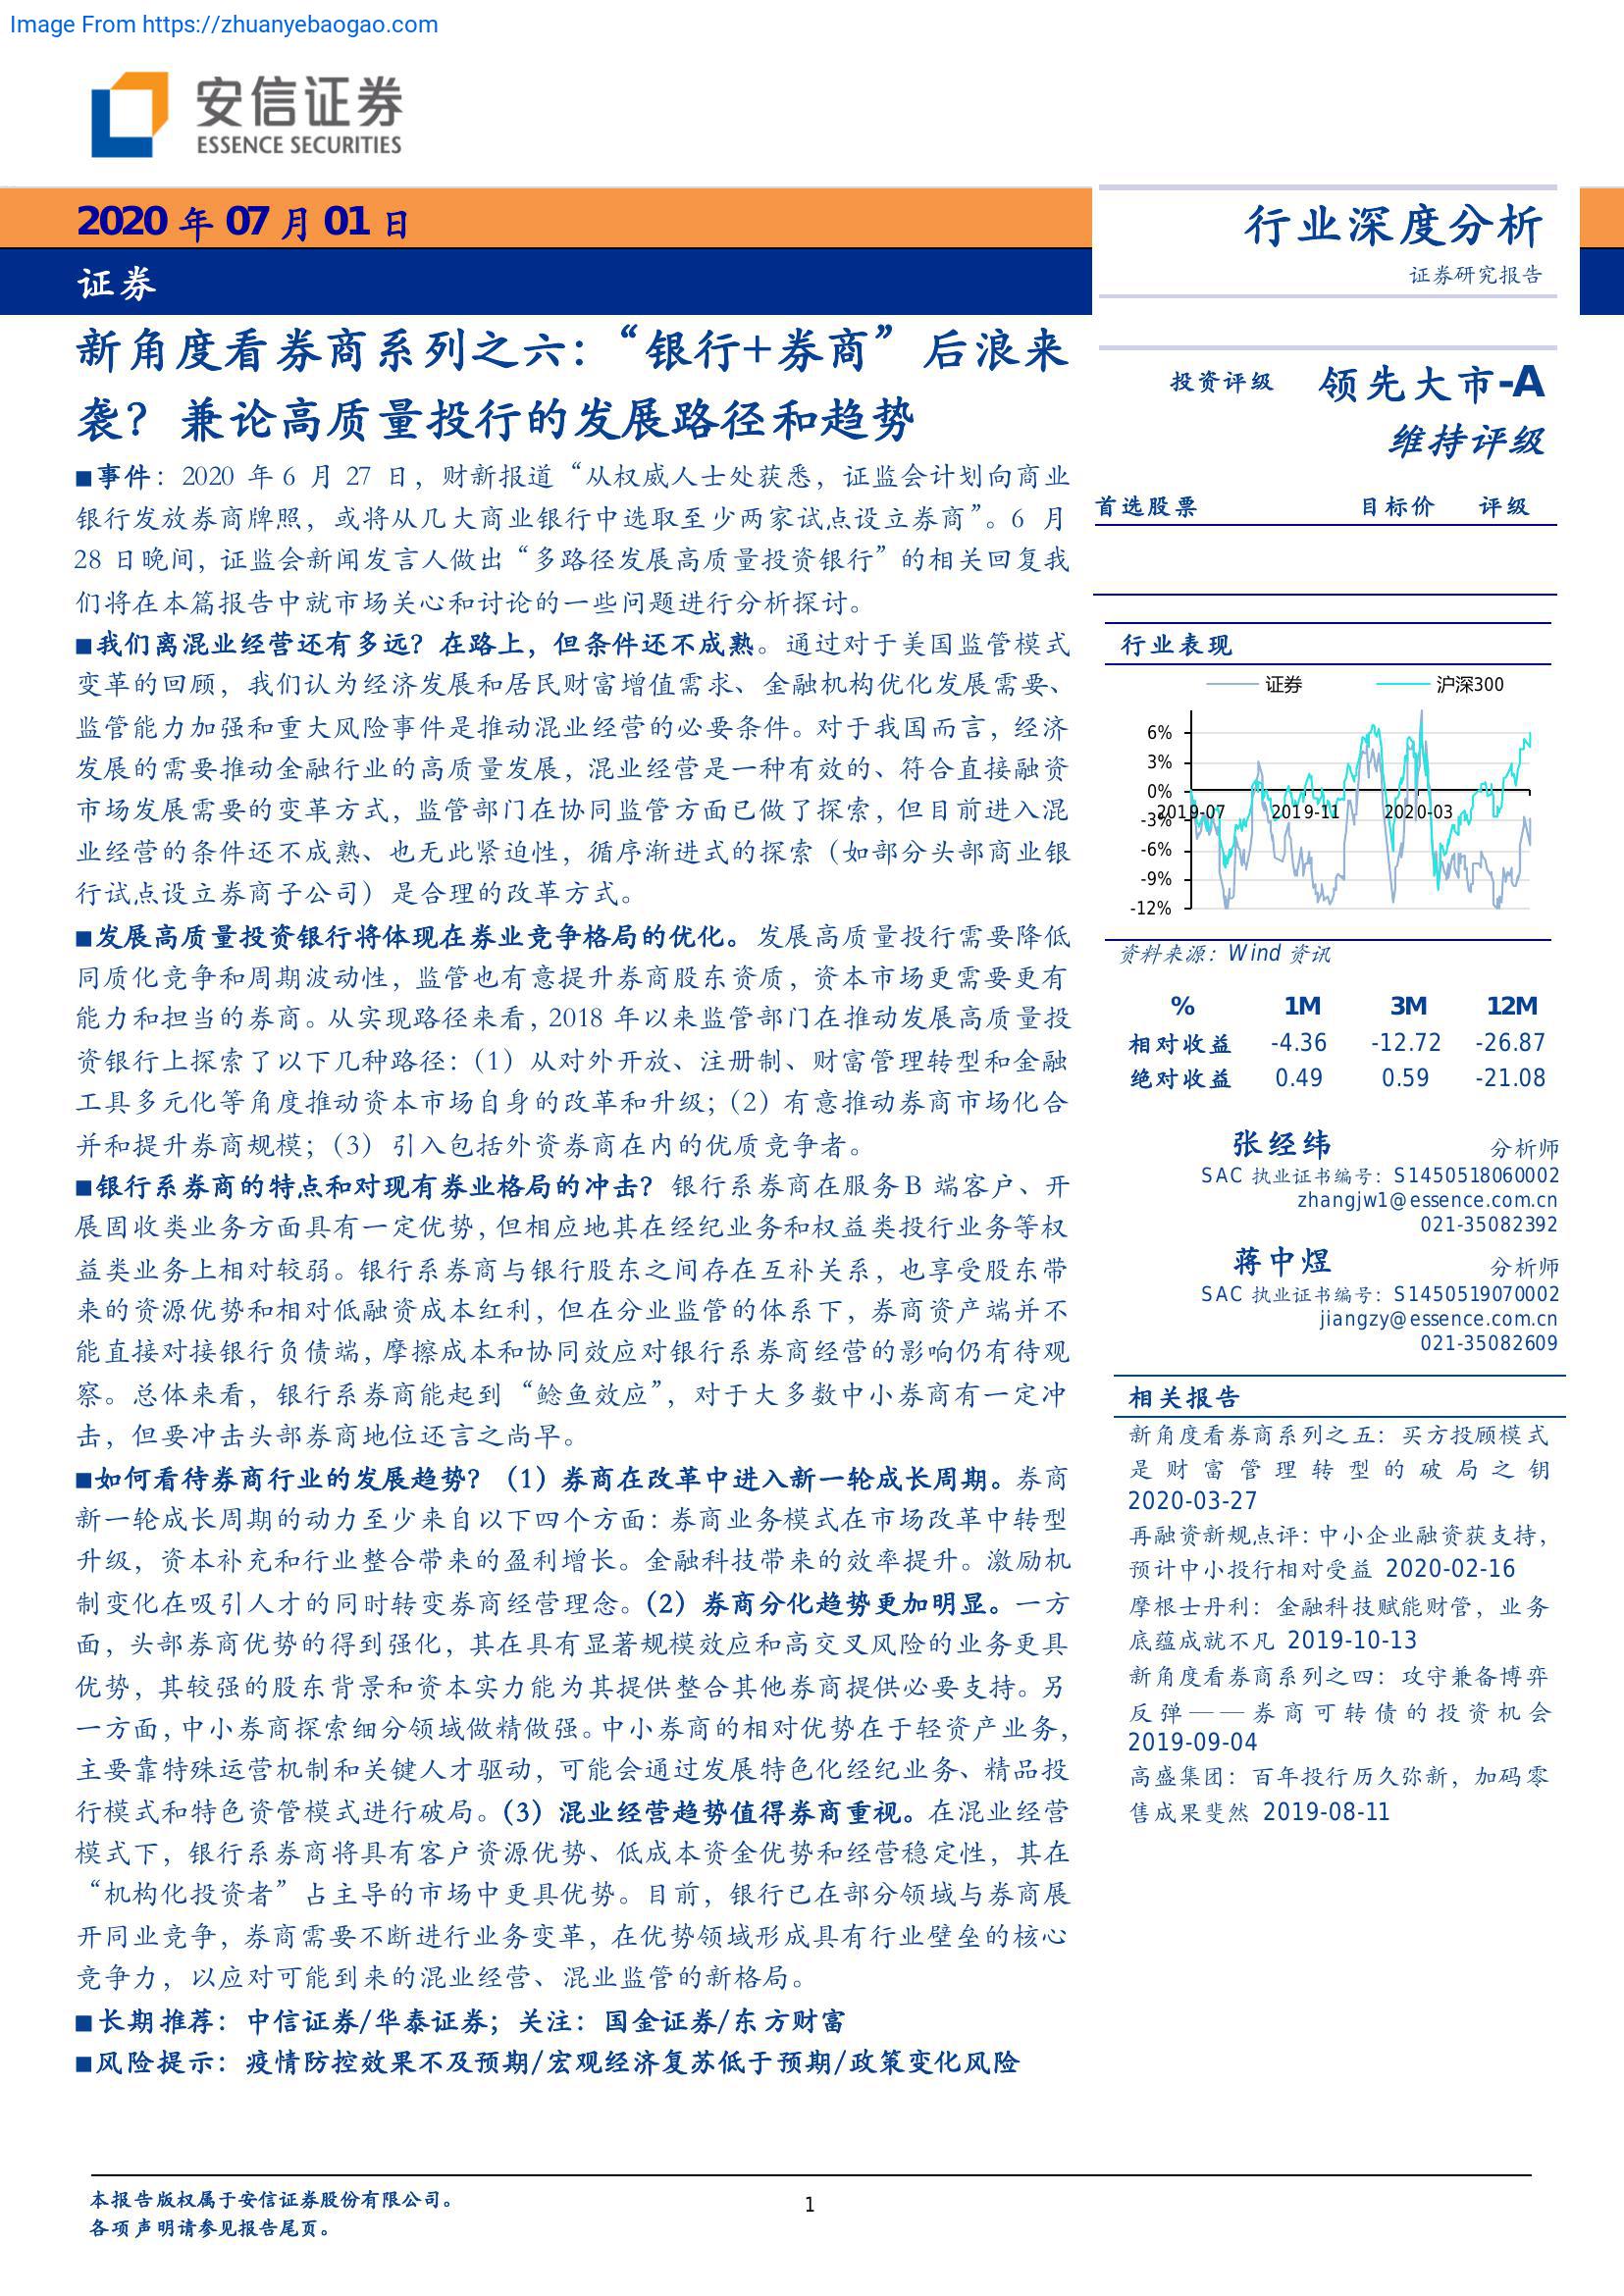 Image From https://zhuanyebaogao.com
安信证券
ESSENCE SECURITIES
2020 年 07 月 01 日
证券
行业深度分析
证券研究报告
新角度看券商系列之六：“银行+券商”后浪来
袭？兼论高质量投行的发展路径和趋势
■事件：2020 年 6 月 27 日，财新报道“从权威人士处获悉，证监会计划向商业
银行发放券商牌照，或将从几大商业银行中选取至少两家试点设立券商”。6 月
28 日晚间，证监会新闻发言人做出“多路径发展高质量投资银行”的相关回复我
们将在本篇报告中就市场关心和讨论的一些问题进行分析探讨。
■我们离混业经营还有多远？在路上，但条件还不成熟。通过对于美国监管模式
变革的回顾，我们认为经济发展和居民财富增值需求、金融机构优化发展需要、
监管能力加强和重大风险事件是推动混业经营的必要条件。对于我国而言，经济
发展的需要推动金融行业的高质量发展，混业经营是一种有效的、符合直接融资
市场发展需要的变革方式，监管部门在协同监管方面已做了探索，但目前进入混
业经营的条件还不成熟、也无此紧迫性，循序渐进式的探索（如部分头部商业银
行试点设立券商子公司）是合理的改革方式。
■发展高质量投资银行将体现在券业竞争格局的优化。发展高质量投行需要降低
同质化竞争和周期波动性，监管也有意提升券商股东资质，资本市场更需要更有
能力和担当的券商。从实现路径来看，2018 年以来监管部门在推动发展高质量投
资银行上探索了以下几种路径：（1）从对外开放、注册制、财富管理转型和金融
工具多元化等角度推动资本市场自身的改革和升级；（2）有意推动券商市场化合
并和提升券商规模；（3）引入包括外资券商在内的优质竞争者。
■银行系券商的特点和对现有券业格局的冲击？银行系券商在服务 B 端客户、开
展固收类业务方面具有一定优势，但相应地其在经纪业务和权益类投行业务等权
益类业务上相对较弱。银行系券商与银行股东之间存在互补关系，也享受股东带
来的资源优势和相对低融资成本红利，但在分业监管的体系下，券商资产端并不
能直接对接银行负债端，摩擦成本和协同效应对银行系券商经营的影响仍有待观
察。总体来看，银行系券商能起到“鲶鱼效应”，对于大多数中小券商有一定冲
击，但要冲击头部券商地位还言之尚早。
■如何看待券商行业的发展趋势？（1）券商在改革中进入新一轮成长周期。券商
新一轮成长周期的动力至少来自以下四个方面：券商业务模式在市场改革中转型
升级，资本补充和行业整合带来的盈利增长。金融科技带来的效率提升。激励机
制变化在吸引人才的同时转变券商经营理念。（2）券商分化趋势更加明显。一方
面，头部券商优势的得到强化，其在具有显著规模效应和高交叉风险的业务更具
优势，其较强的股东背景和资本实力能为其提供整合其他券商提供必要支持。另
一方面，中小券商探索细分领域做精做强。中小券商的相对优势在于轻资产业务，
主要靠特殊运营机制和关键人才驱动，可能会通过发展特色化经纪业务、精品投
行模式和特色资管模式进行破局。（3）混业经营趋势值得券商重视。在混业经营
模式下，银行系券商将具有客户资源优势、低成本资金优势和经营稳定性，其在
“机构化投资者”占主导的市场中更具优势。目前，银行已在部分领域与券商展
开同业竞争，券商需要不断进行业务变革，在优势领域形成具有行业壁垒的核心
竞争力，以应对可能到来的混业经营、混业监管的新格局。
■长期推荐：中信证券/华泰证券；关注：国金证券/东方财富
■风险提示：疫情防控效果不及预期/宏观经济复苏低于预期/政策变化风险
投资评级 领先大市-A
维持评级
首选股票 目标价 评级
行业表现
证券 沪深300
6%
3%
0%
-3%
-6%
-9%
-12%
2019-07 2019-11 2020-03
资料来源：Wind 资讯
% 1M 3M 12M
相对收益 -4.36 -12.72 -26.87
绝对收益 0.49 0.59 -21.08
张经纬 分析师
SAC 执业证书编号：S1450518060002
zhangjw1@essence.com.cn
021-35082392
蒋中煜 分析师
SAC 执业证书编号：S1450519070002
jiangzy@essence.com.cn
021-35082609
相关报告
新角度看券商系列之五：买方投顾模式
是财富管理转型的破局之钥
2020-03-27
再融资新规点评：中小企业融资获支持，
预计中小投行相对受益 2020-02-16
摩根士丹利：金融科技赋能财管，业务
底蕴成就不凡 2019-10-13
新角度看券商系列之四：攻守兼备博弈
反弹——券商可转债的投资机会
2019-09-04
高盛集团：百年投行历久弥新，加码零
售成果斐然 2019-08-11
本报告版权属于安信证券股份有限公司。
各项声明请参见报告尾页。
1